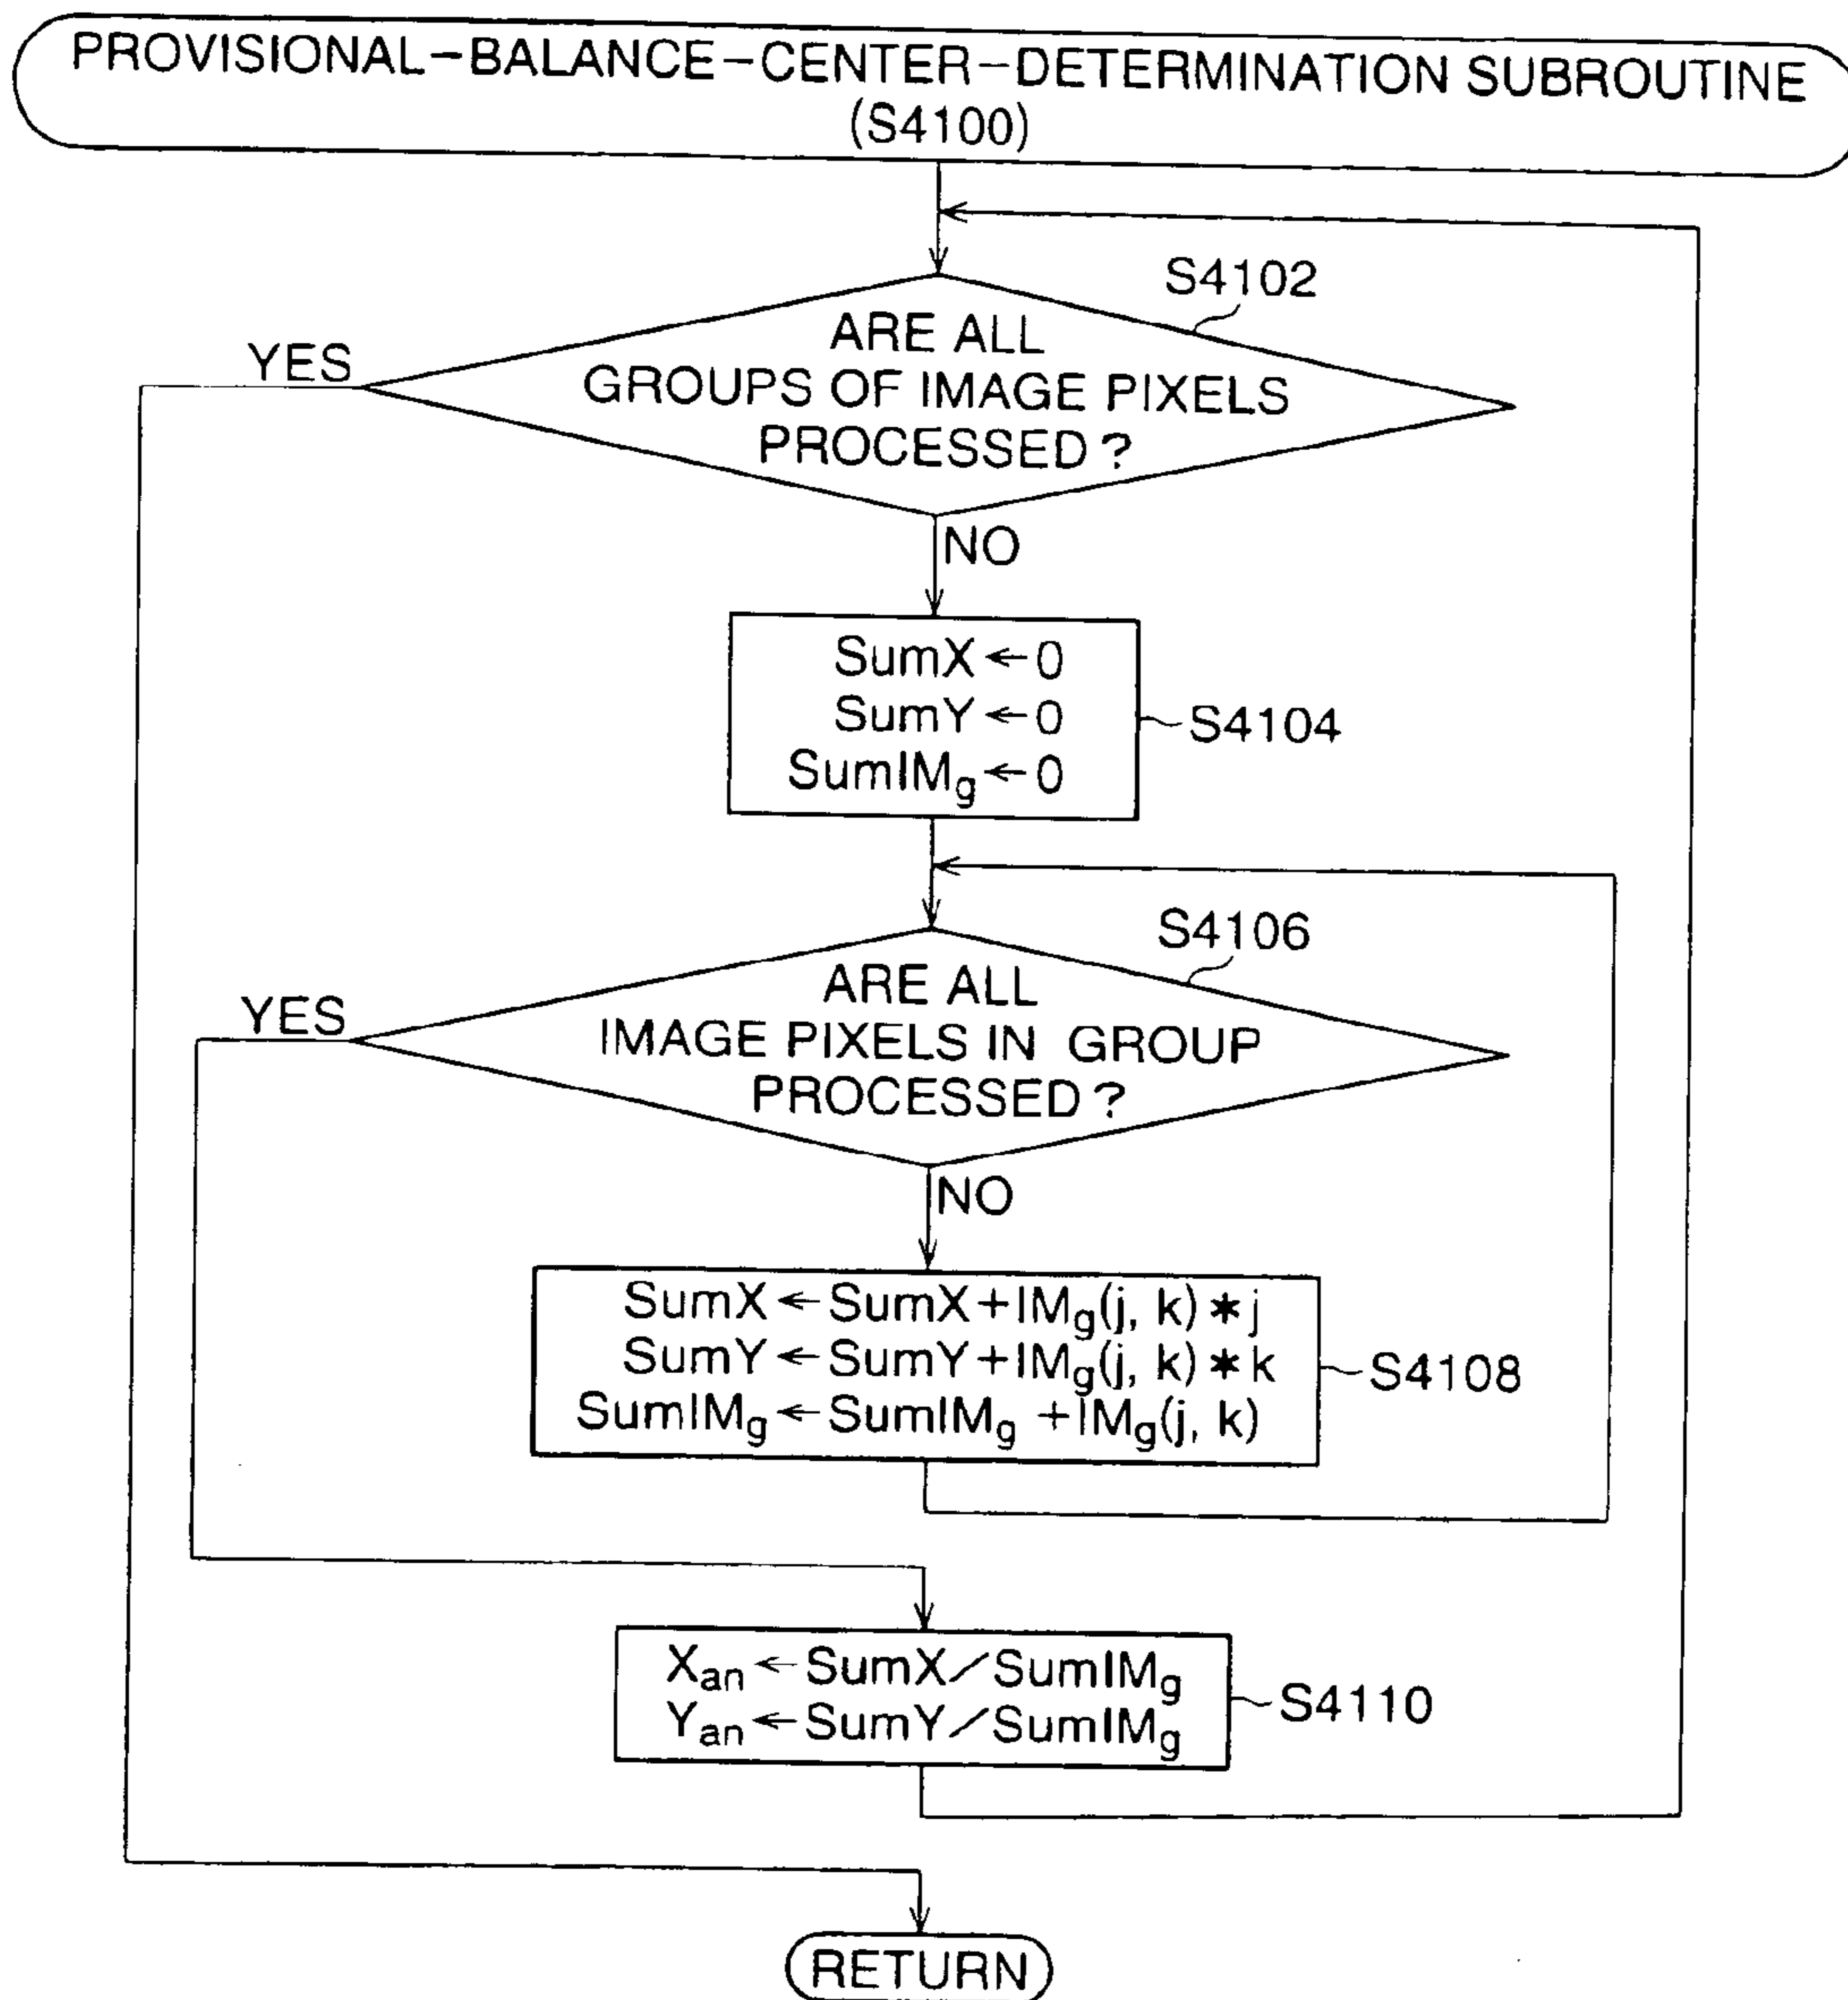 PROVISIONAL-BALANCE-CENTER-DETERMINATION SUBROUTINE
(S4100)
S4102
ARE ALL
GROUPS OF IMAGE PIXELS
PROCESSED ?
YES
NO
SumX ← 0
SumY ← 0
SumIMg ← 0
S4104
S4106
ARE ALL
IMAGE PIXELS IN GROUP
PROCESSED ?
YES
NO
SumX ← SumX+IMg(j, k) * j
SumY ← SumY+IMg(j, k) * k
SumIMg ← SumIMg +IMg(j, k)
S4108
Xan ← SumX/SumIMg
Yan ← SumY/SumIMg
S4110
RETURN